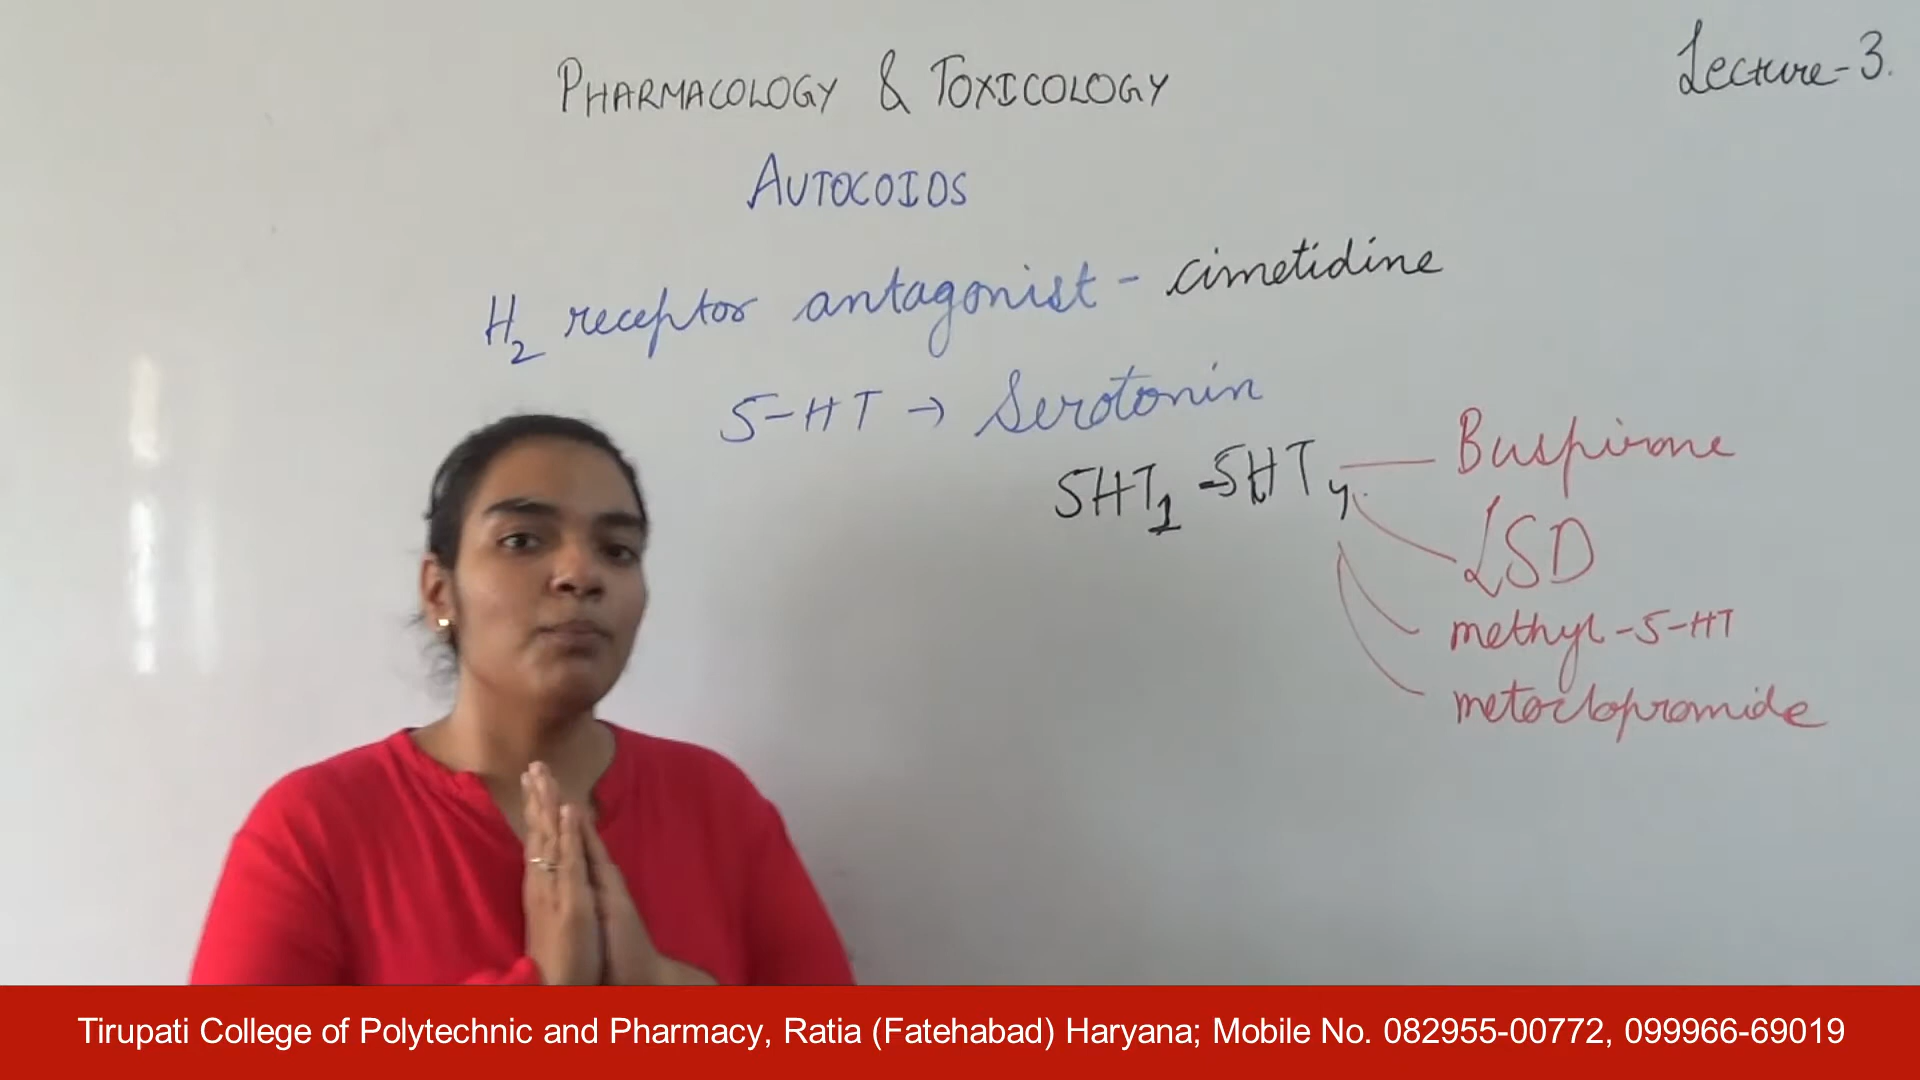 Lecture-3.
PHARMACOLOGY & TOXICOLOGY
AUTOCOIDS
H2 receptor antagonist - cimetidine
5-HT → Serotonin
5HT1 - 5HT4
Buspirone
LSD
methyl-5-HT
metoclopromide
Tirupati College of Polytechnic and Pharmacy, Ratia (Fatehabad) Haryana; Mobile No. 082955-00772, 099966-69019